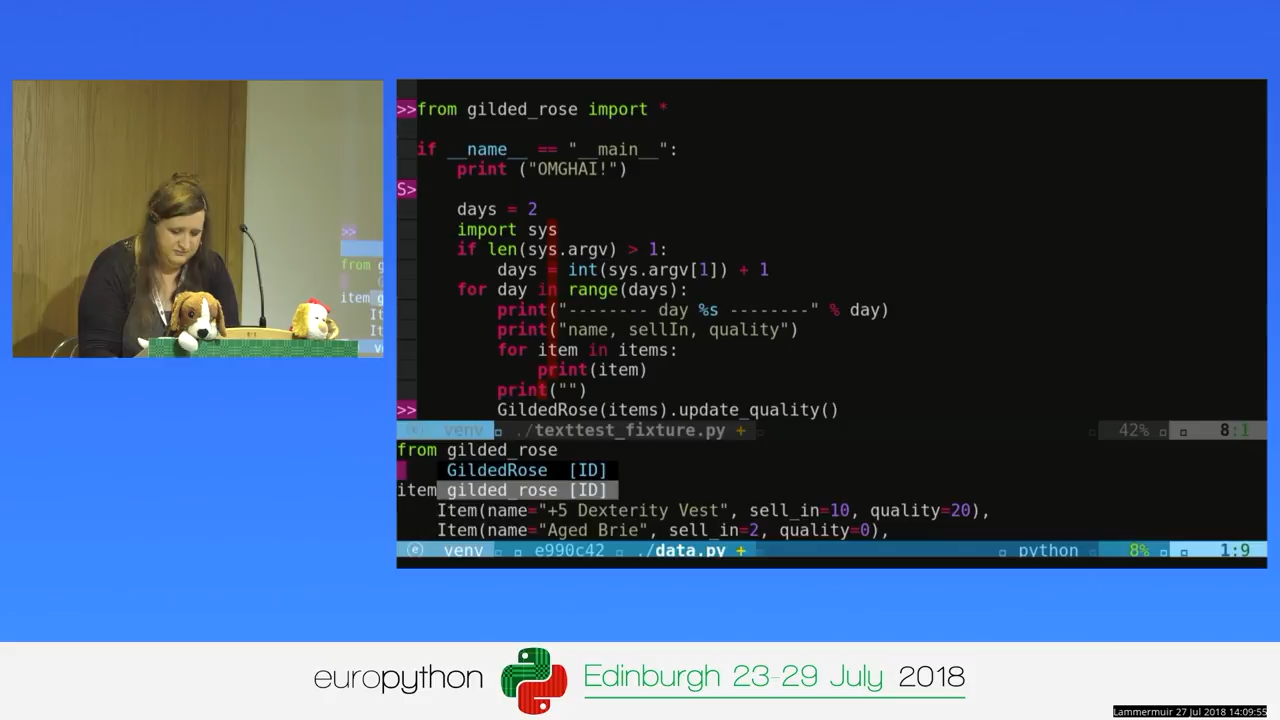 >>from gilded_rose import *
if __name__ == "__main__":
print ("OMGHAI!")
S>
days = 2
import sys
if len(sys.argv) > 1:
days = int(sys.argv[1]) + 1
for day in range(days):
print("-------- day %s --------" % day)
print("name, sellIn, quality")
for item in items:
print(item)
print("")
>> GildedRose(items).update_quality()
venv ./texttest_fixture.py + 42% 8:1
from gilded_rose
GildedRose [ID]
item gilded_rose [ID]
Item(name="+5 Dexterity Vest", sell_in=10, quality=20),
Item(name="Aged Brie", sell_in=2, quality=0),
venv e990c42 ./data.py + python 8% 1:9
>>
from g
item g
It
It
europython Edinburgh 23-29 July 2018
Lammermuir 27 Jul 2018 14:09:55